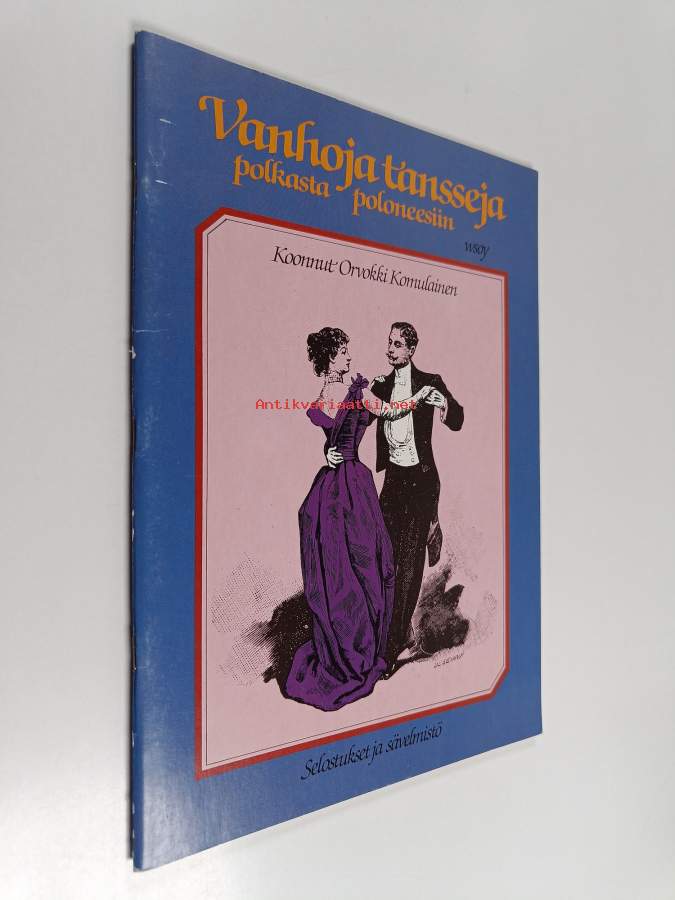 Vanhoja tansseja
polkasta poloneesiin
wsoy
Koonnut Orvokki Komulainen
Antikvariaatti.net
Selostukset ja sävelmistö